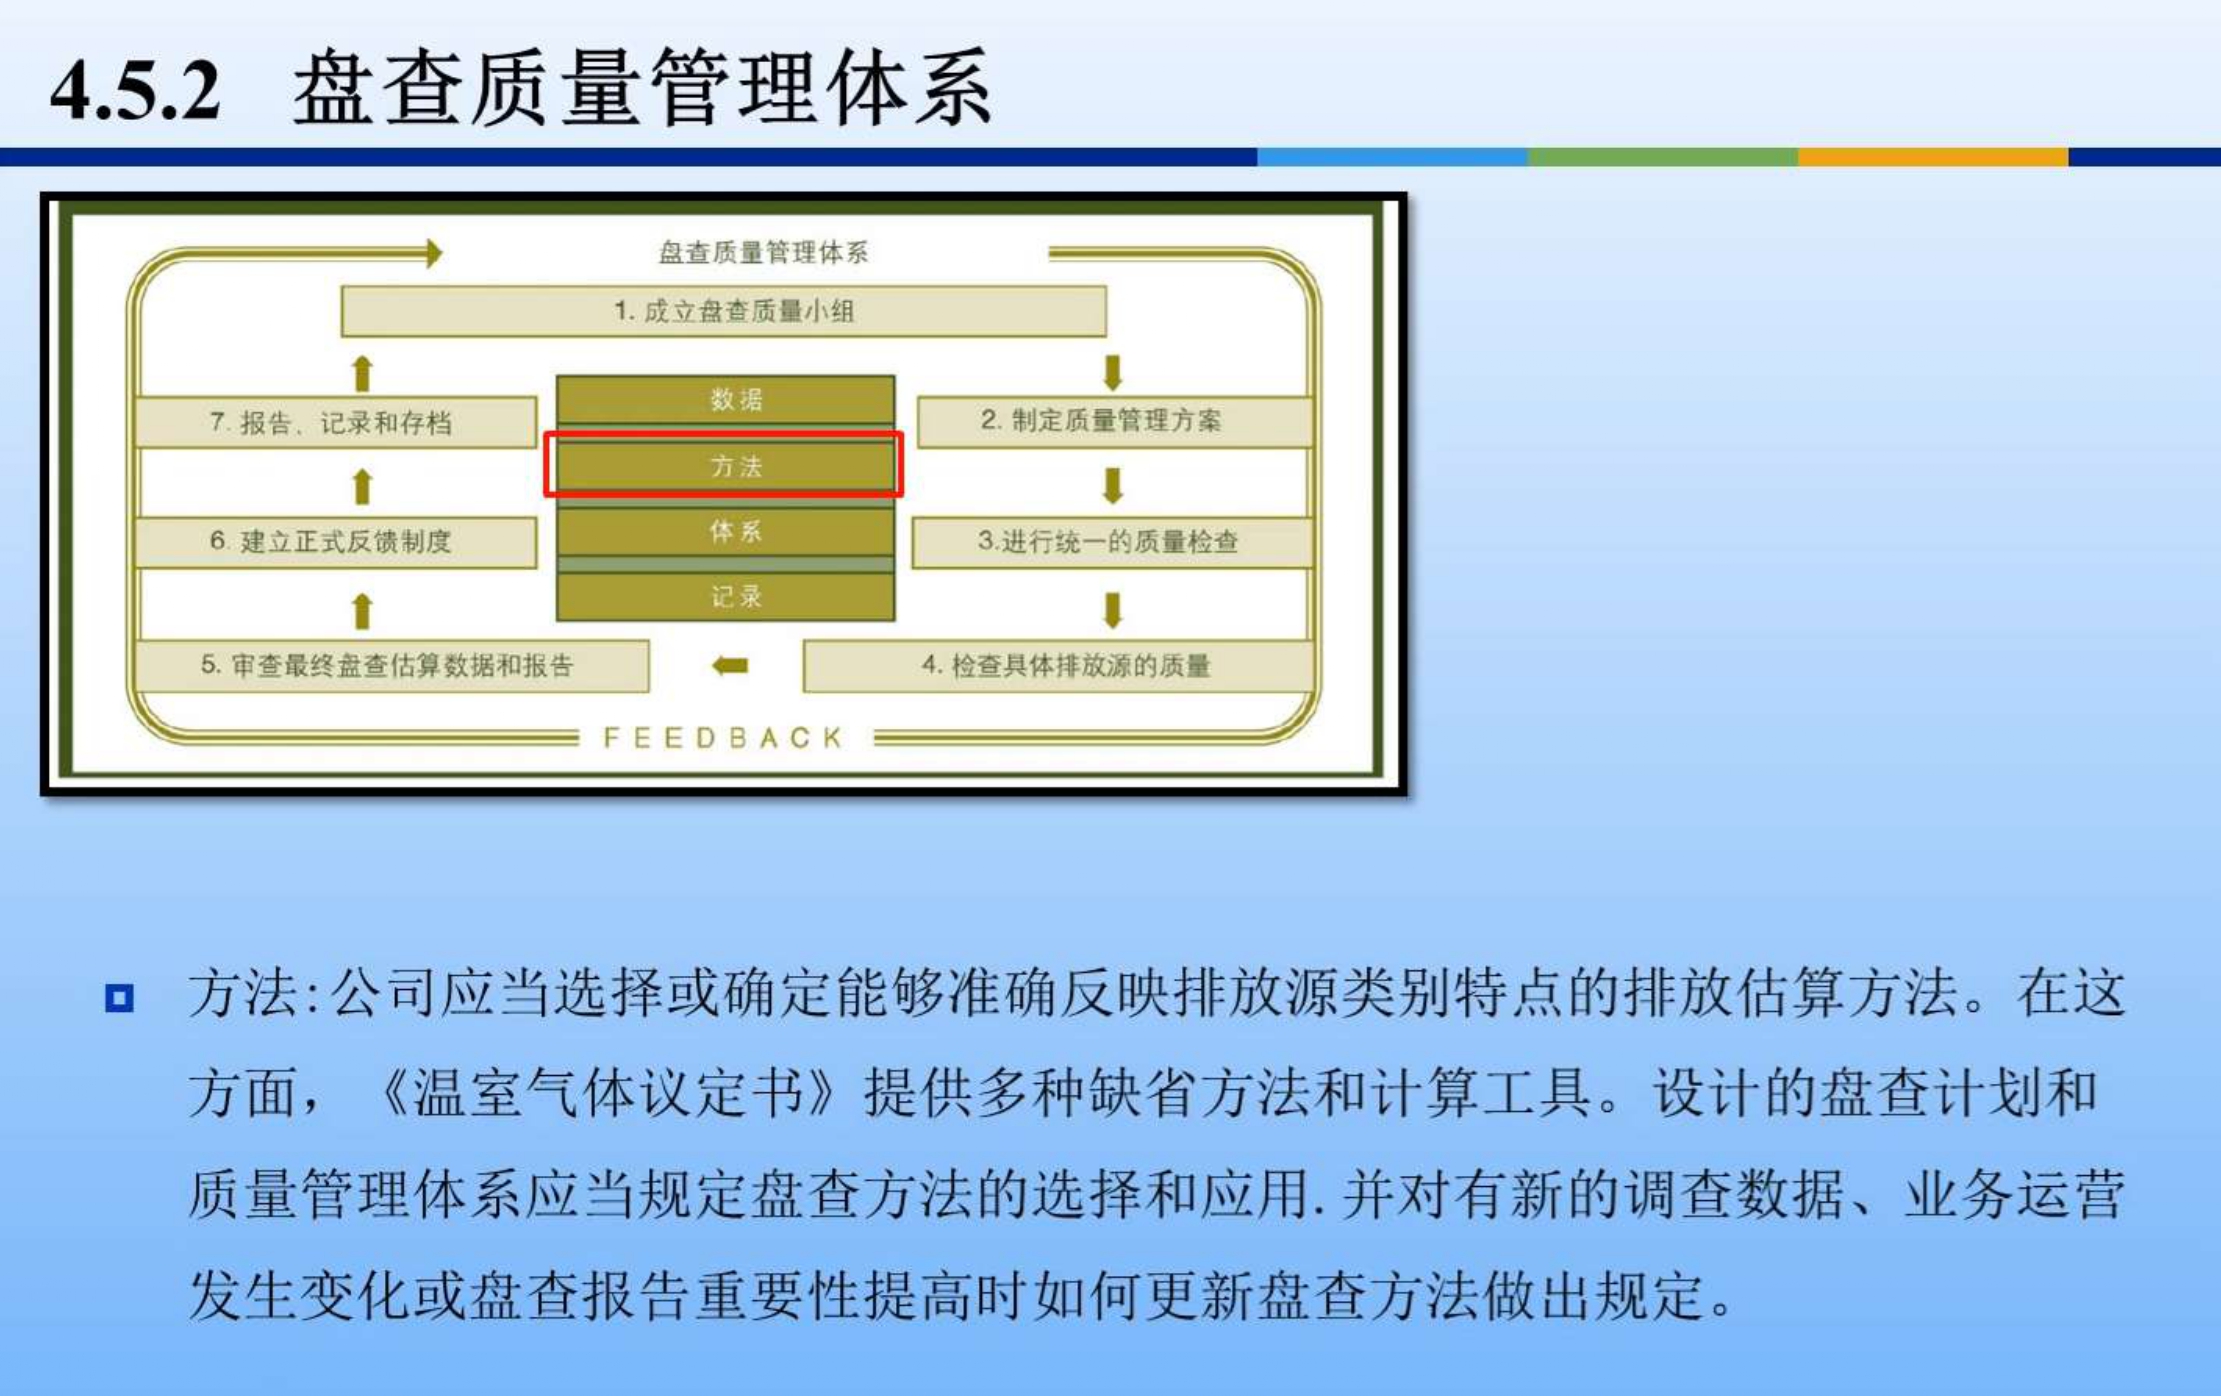 4.5.2 盘查质量管理体系
盘查质量管理体系
1. 成立盘查质量小组
数据
7. 报告、记录和存档
2. 制定质量管理方案
方法
体系
6. 建立正式反馈制度
3.进行统一的质量检查
记录
5. 审查最终盘查估算数据和报告
4. 检查具体排放源的质量
FEEDBACK
方法:公司应当选择或确定能够准确反映排放源类别特点的排放估算方法。在这
方面，《温室气体议定书》提供多种缺省方法和计算工具。设计的盘查计划和
质量管理体系应当规定盘查方法的选择和应用.并对有新的调查数据、业务运营
发生变化或盘查报告重要性提高时如何更新盘查方法做出规定。